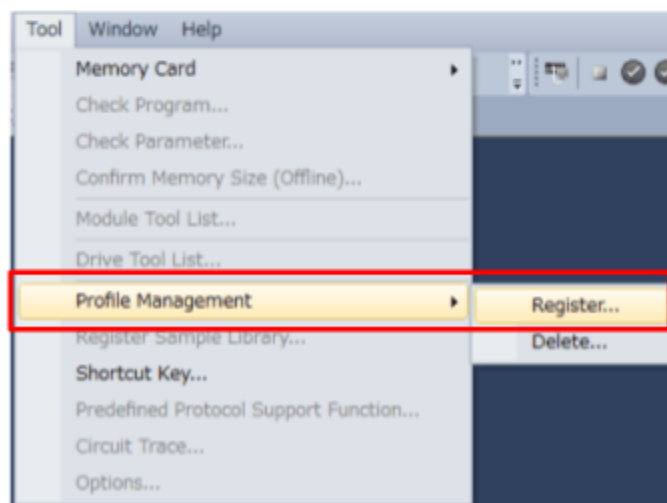 Tool Window Help
Memory Card
Check Program...
Check Parameter...
Confirm Memory Size (Offline)...
Module Tool List...
Drive Tool List...
Profile Management
Register...
Register Sample Library...
Delete...
Shortcut Key...
Predefined Protocol Support Function...
Circuit Trace...
Options...